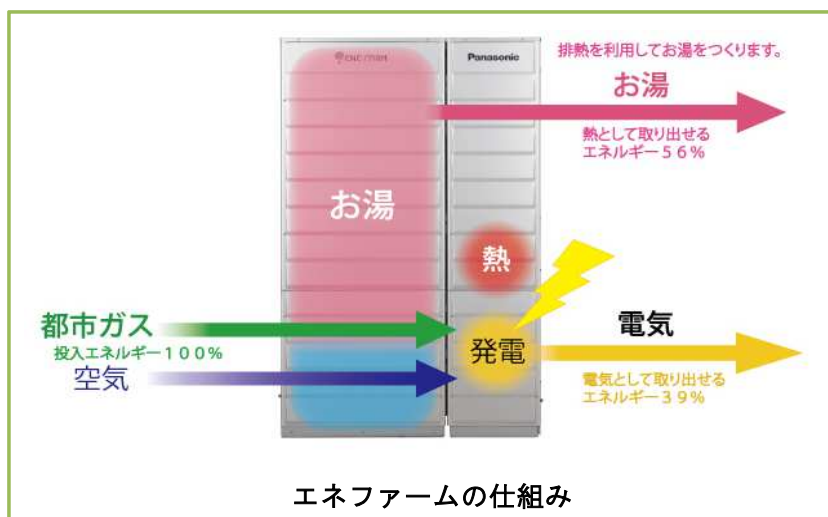 ENE・FARM
Panasonic
排熱を利用してお湯をつくります。
お湯
熱として取り出せる
エネルギー５６％
お湯
熱
都市ガス
投入エネルギー１００％
空気
発電
電気
電気として取り出せる
エネルギー３９％
エネファームの仕組み